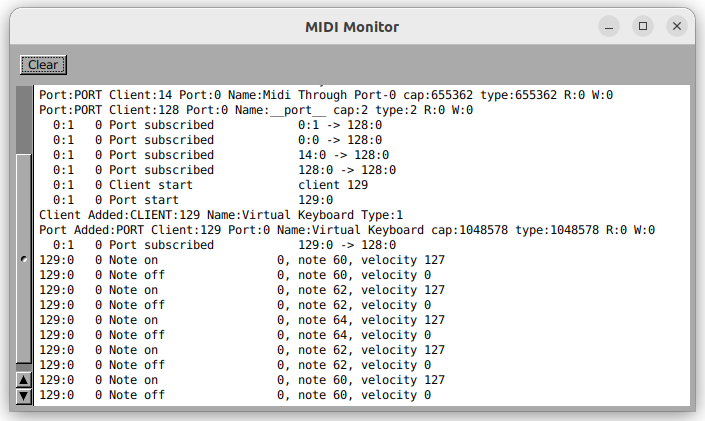 MIDI Monitor
Clear
Port:PORT Client:14 Port:0 Name:Midi Through Port-0 cap:655362 type:655362 R:0 W:0
Port:PORT Client:128 Port:0 Name:__port__ cap:2 type:2 R:0 W:0
0:1 0 Port subscribed 0:1 -> 128:0
0:1 0 Port subscribed 0:0 -> 128:0
0:1 0 Port subscribed 14:0 -> 128:0
0:1 0 Port subscribed 128:0 -> 128:0
0:1 0 Client start client 129
0:1 0 Port start 129:0
Client Added:CLIENT:129 Name:Virtual Keyboard Type:1
Port Added:PORT Client:129 Port:0 Name:Virtual Keyboard cap:1048578 type:1048578 R:0 W:0
0:1 0 Port subscribed 129:0 -> 128:0
129:0 0 Note on 0, note 60, velocity 127
129:0 0 Note off 0, note 60, velocity 0
129:0 0 Note on 0, note 62, velocity 127
129:0 0 Note off 0, note 62, velocity 0
129:0 0 Note on 0, note 64, velocity 127
129:0 0 Note off 0, note 64, velocity 0
129:0 0 Note on 0, note 62, velocity 127
129:0 0 Note off 0, note 62, velocity 0
129:0 0 Note on 0, note 60, velocity 127
129:0 0 Note off 0, note 60, velocity 0